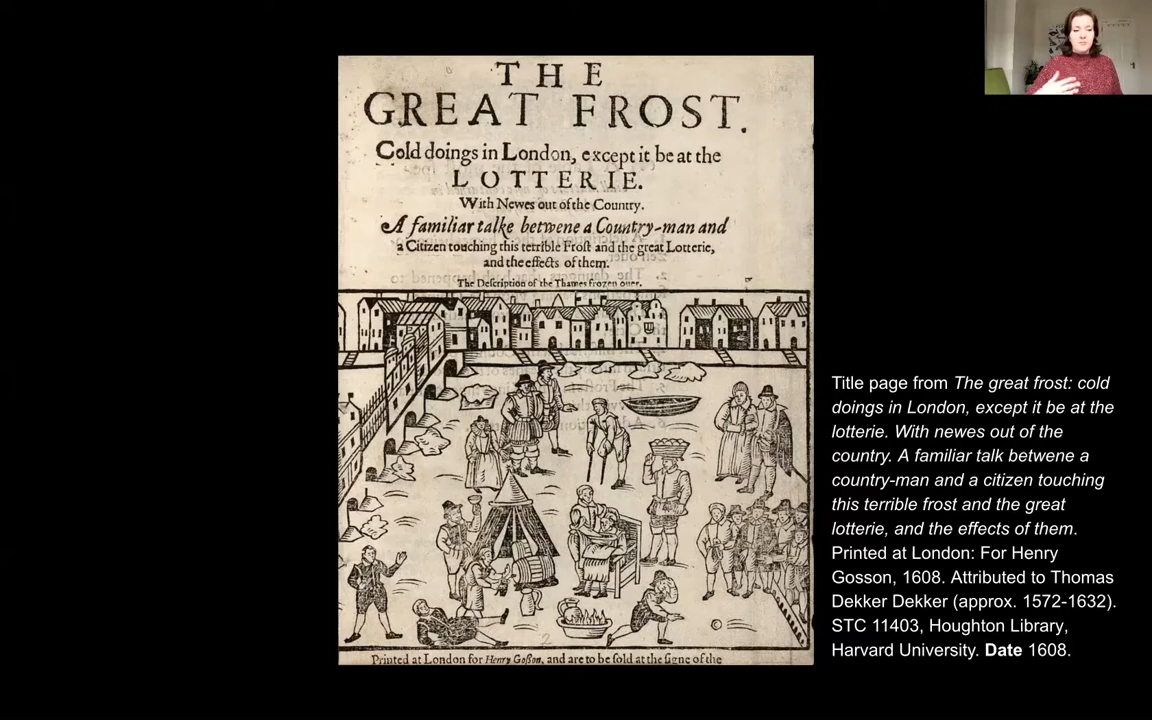 THE
GREAT FROST.
Cold doings in London, except it be at the
LOTTERIE.
With Newes out of the Country.
A familiar talke betwene a Country-man and
a Citizen touching this terrible Frost and the great Lotterie,
and the effects of them.
The Description of the Thames frozen ouer.
Printed at London for Henry Gosson, and are to be sold at the signe of the
Title page from The great frost: cold
doings in London, except it be at the
lotterie. With newes out of the
country. A familiar talk betwene a
country-man and a citizen touching
this terrible frost and the great
lotterie, and the effects of them.
Printed at London: For Henry
Gosson, 1608. Attributed to Thomas
Dekker Dekker (approx. 1572-1632).
STC 11403, Houghton Library,
Harvard University. Date 1608.